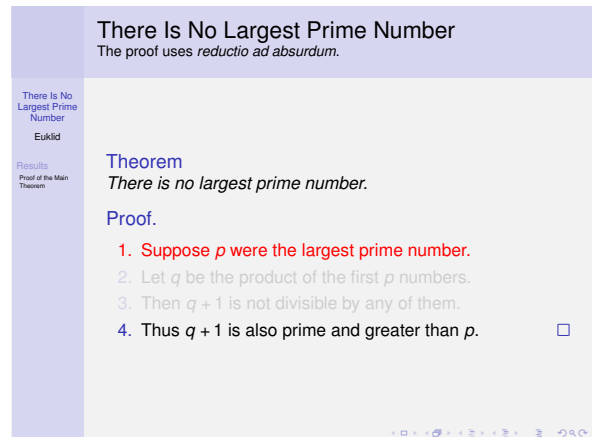 There Is No Largest Prime Number
The proof uses reductio ad absurdum.
There Is No
Largest Prime
Number
Euklid
Results
Proof of the Main
Theorem
Theorem
There is no largest prime number.
Proof.
1. Suppose p were the largest prime number.
2. Let q be the product of the first p numbers.
3. Then q + 1 is not divisible by any of them.
4. Thus q + 1 is also prime and greater than p. □